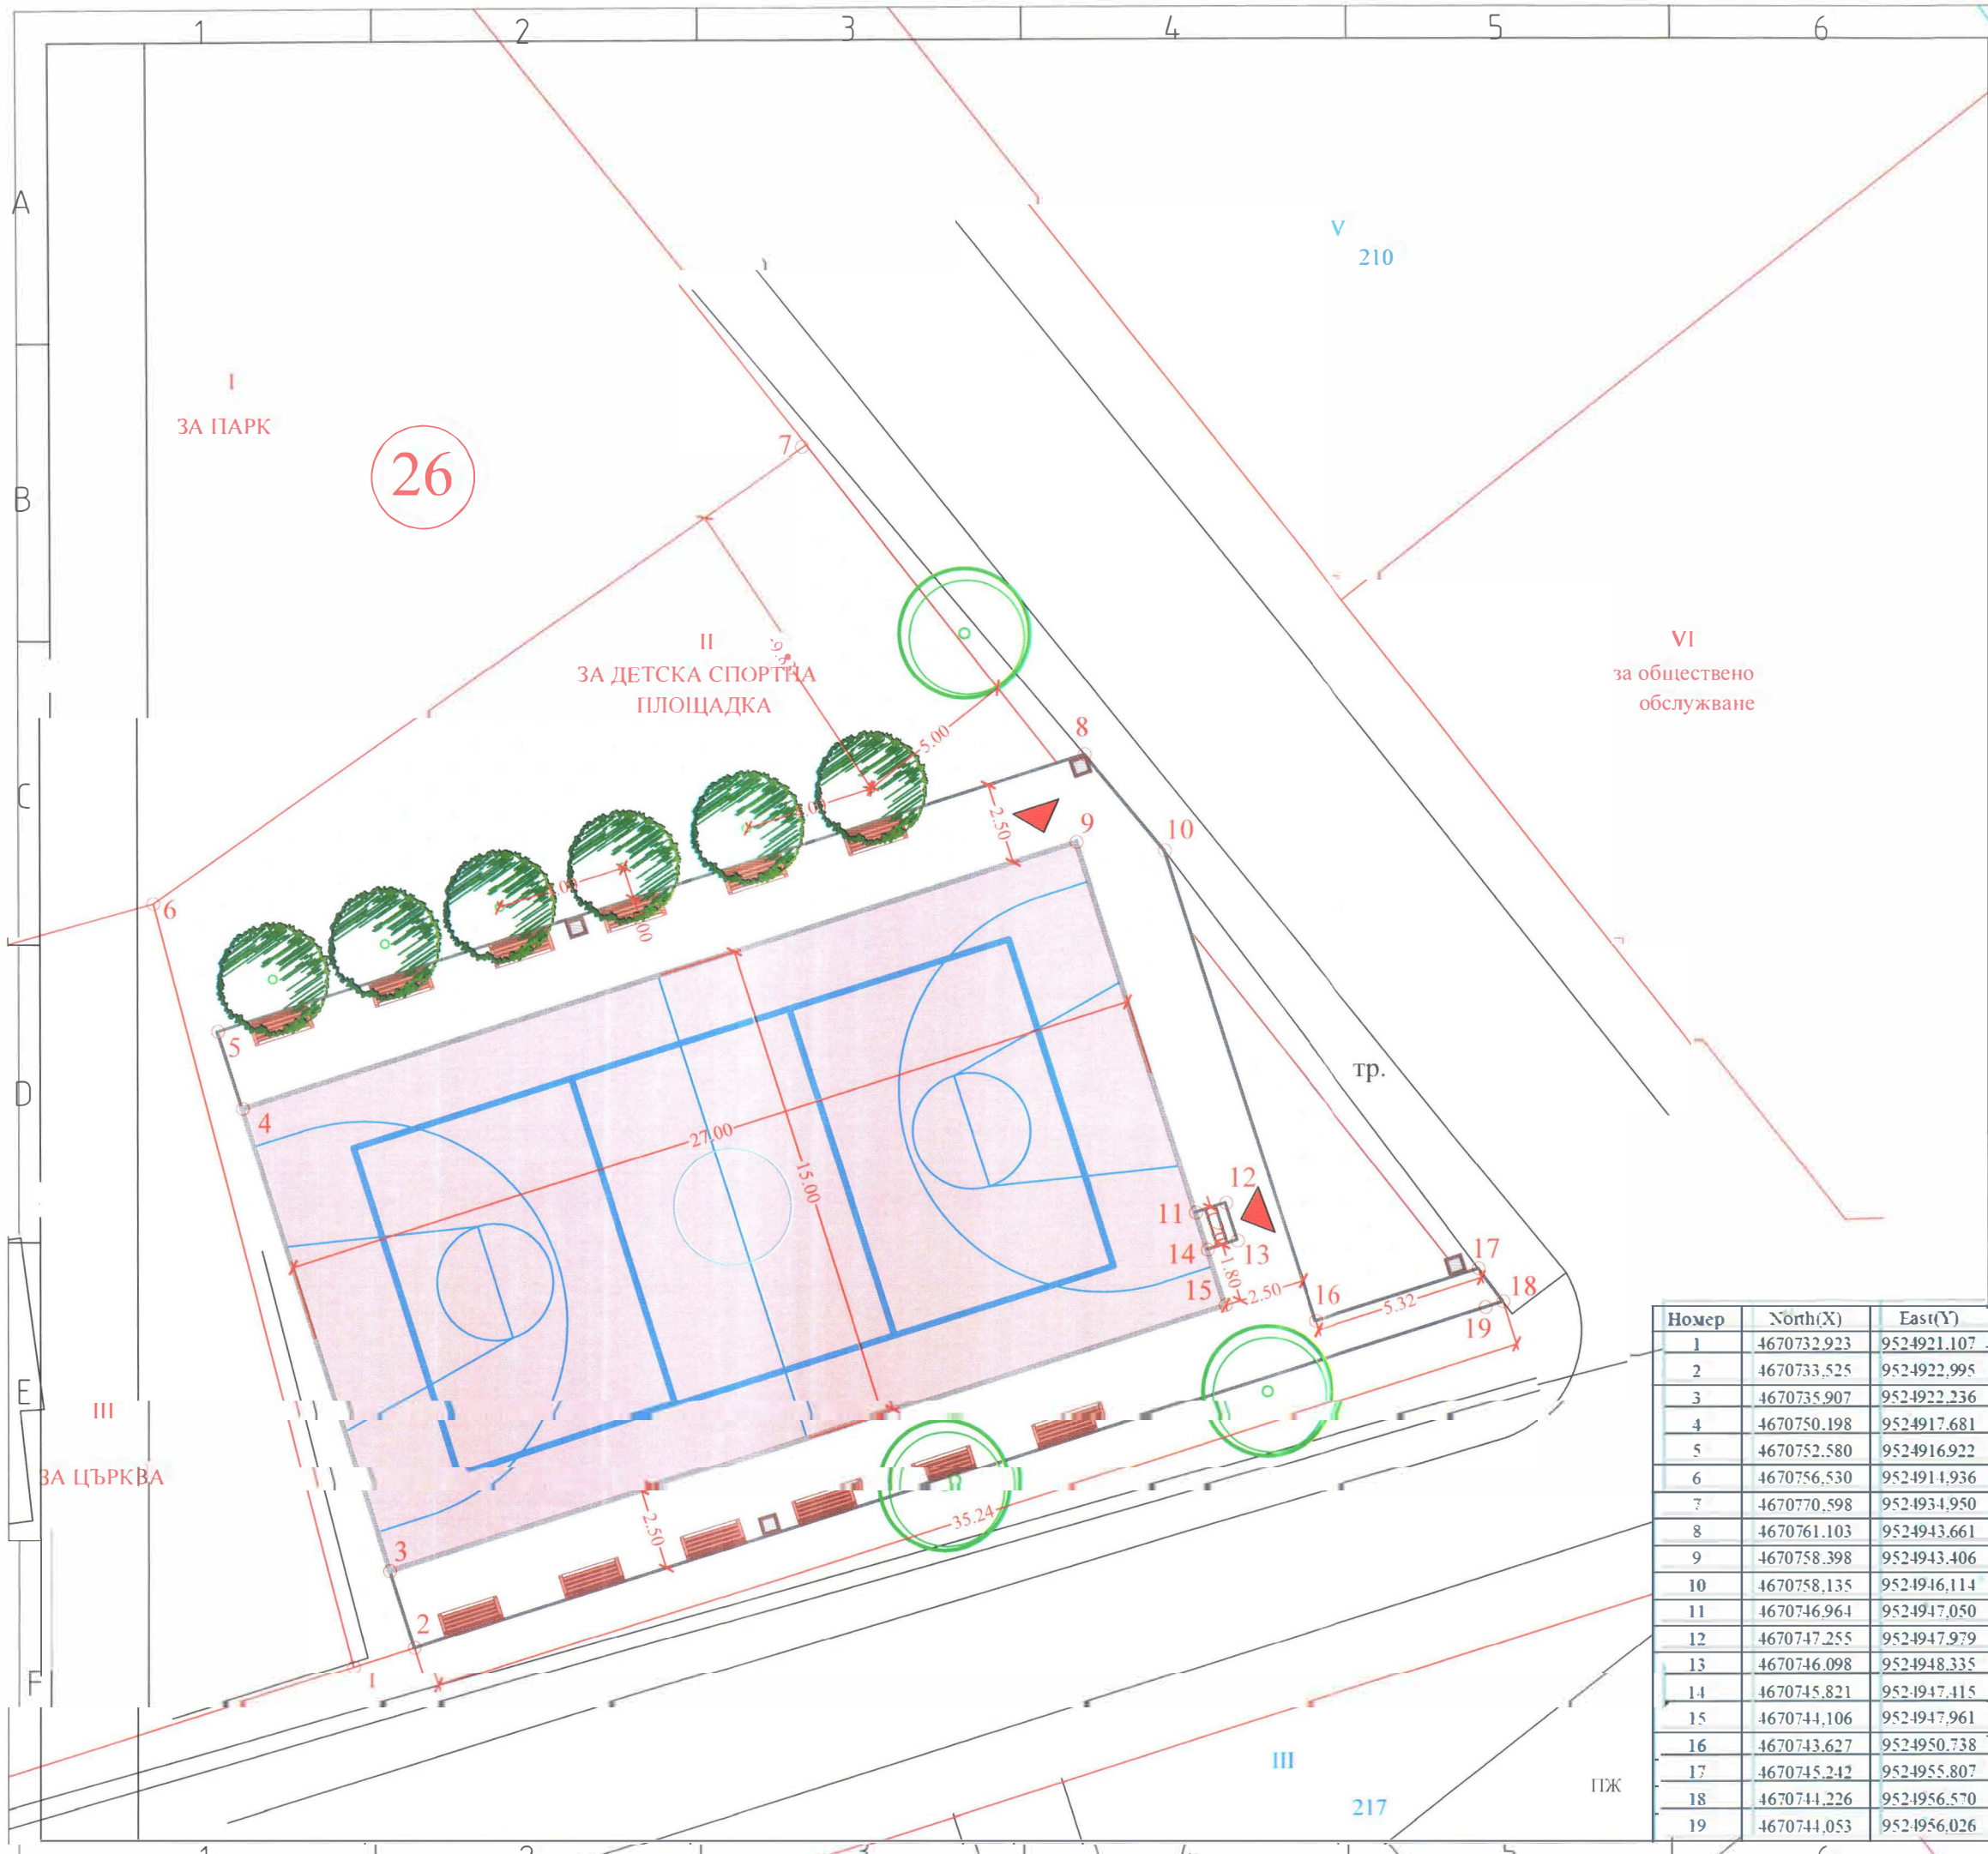 1 2 3 4 5 6
A
B
C
D
E
F
V
210
I
ЗА ПАРК
26
7
II
ЗА ДЕТСКА СПОРТНА
ПЛОЩАДКА
VI
за обществено
обслужване
5.00
8
2.50
9
10
6
5
4
тр.
27.00
15.00
11
12
14
13
1.80
15
2.50
16
17
18
5.32
19
III
ЗА ЦЪРКВА
3
2.50
35.24
2
1
III
217
ПЖ
Номер North(X) East(Y)
1 4670732,923 9524921,107
2 4670733,525 9524922,995
3 4670735,907 9524922,236
4 4670750.198 9524917.681
5 4670752.580 9524916,922
6 4670756,530 9524914,936
7 4670770,598 9524934,950
8 4670761.103 9524943.661
9 4670758.398 9524943.406
10 4670758,135 9524946,114
11 4670746,964 9524947,050
12 4670747.255 9524947.979
13 4670746.098 9524948.335
14 4670745,821 9524947,415
15 4670744,106 9524947,961
16 4670743.627 9524950.738
17 4670745.242 9524955.807
18 4670744,226 9524956,570
19 4670744,053 9524956,026